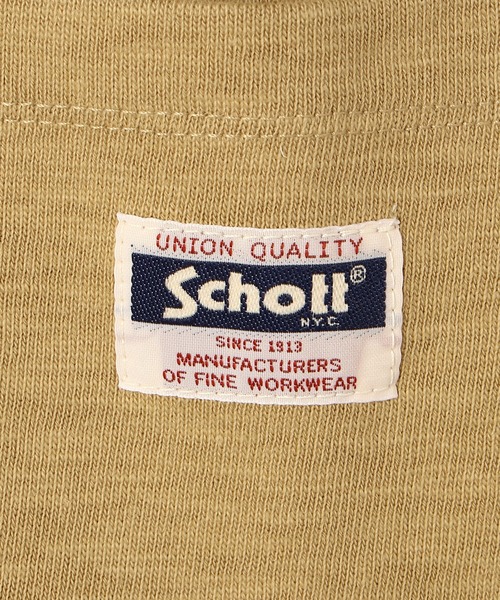 UNION QUALITY
Schott®
N.Y.C.
SINCE 1913
MANUFACTURERS
OF FINE WORKWEAR